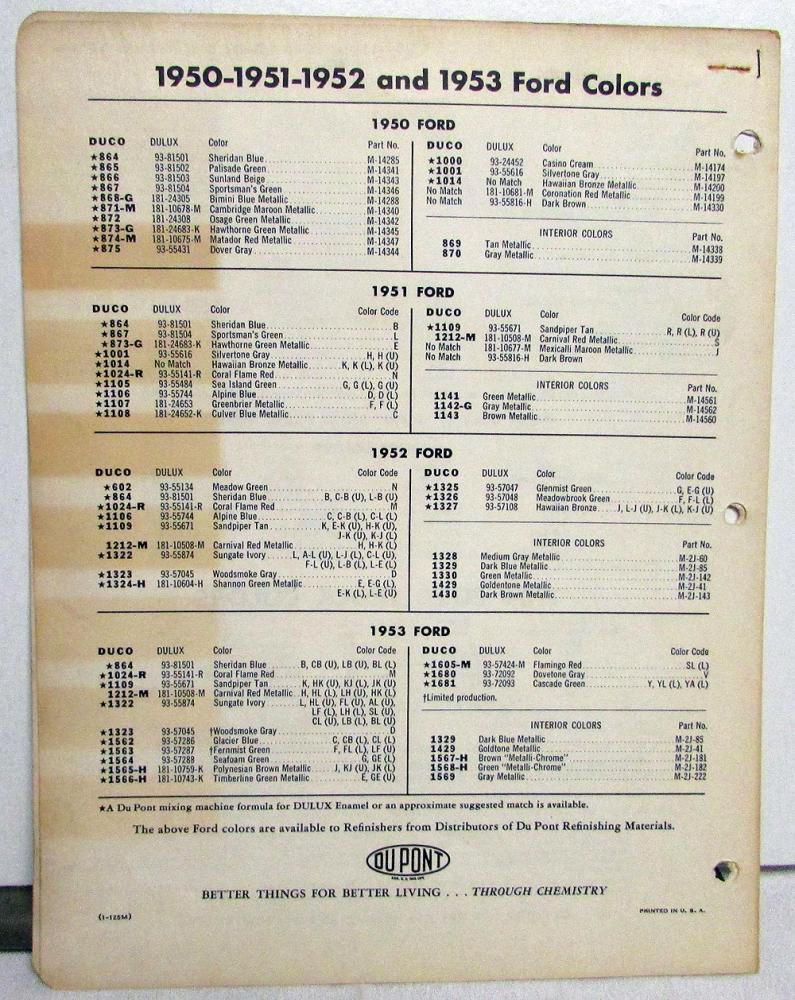 1950-1951-1952 and 1953 Ford Colors
1950 FORD
DUCO DULUX Color Part No.
★864 93-81501 Sheridan Blue M-14285
★865 93-81502 Palisade Green M-14341
★866 93-81503 Sunland Beige M-14343
★867 93-81504 Sportsman's Green M-14346
★868-G 181-24305 Bimini Blue Metallic M-14288
★871-M 181-10678-M Cambridge Maroon Metallic M-14340
★872 181-24308 Osage Green Metallic M-14342
★873-G 181-24683-K Hawthorne Green Metallic M-14345
★874-M 181-10675-M Matador Red Metallic M-14347
★875 93-55431 Dover Gray M-14344
DUCO DULUX Color Part No.
★1000 93-24452 Casino Cream M-14174
★1001 93-55616 Silvertone Gray M-14197
★1014 No Match Hawaiian Bronze Metallic M-14200
No Match 181-10681-M Coronation Red Metallic M-14199
No Match 93-55816-H Dark Brown M-14330
INTERIOR COLORS Part No.
869 Tan Metallic M-14338
870 Gray Metallic M-14339
1951 FORD
DUCO DULUX Color Color Code
★864 93-81501 Sheridan Blue B
★867 93-81504 Sportsman's Green L
★873-G 181-24683-K Hawthorne Green Metallic E
★1001 93-55616 Silvertone Gray H, H (U)
★1014 No Match Hawaiian Bronze Metallic K, K (L), K (U)
★1024-R 93-55141-R Coral Flame Red N
★1105 93-55484 Sea Island Green G, G (L), G (U)
★1106 93-55744 Alpine Blue D, D (L)
★1107 181-24653 Greenbrier Metallic F, F (L)
★1108 181-24652-K Culver Blue Metallic C
DUCO DULUX Color Color Code
★1109 93-55671 Sandpiper Tan R, R (L), R (U)
1212-M 181-10508-M Carnival Red Metallic S
No Match 181-10677-M Mexicalli Maroon Metallic J
No Match 93-55816-H Dark Brown
INTERIOR COLORS
1141 Green Metallic M-14561
1142-G Gray Metallic M-14562
1143 Brown Metallic M-14560
1952 FORD
DUCO DULUX Color Color Code
★602 93-55134 Meadow Green N
★864 93-81501 Sheridan Blue B, C-B (U), L-B (U)
★1024-R 93-55141-R Coral Flame Red M
★1106 93-55744 Alpine Blue C, C-B (L), C-L (L)
★1109 93-55671 Sandpiper Tan K, E-K (U), H-K (U),
J-K (U), K-J (L)
1212-M 181-10508-M Carnival Red Metallic H, H-K (L)
★1322 93-55874 Sungate Ivory L, A-L (U), L-J (L), C-L (U),
F-L (U), L-B (L), L-E (L)
★1323 93-57045 Woodsmoke Gray D
★1324-H 181-10604-H Shannon Green Metallic E, E-G (L),
E-K (L), L-E (U)
DUCO DULUX Color Color Code
★1325 93-57047 Glenmist Green G, E-G (U)
★1326 93-57048 Meadowbrook Green F, F-L (L)
★1327 93-57108 Hawaiian Bronze J, L-J (U), J-K (L), K-J (U)
INTERIOR COLORS Part No.
1328 Medium Gray Metallic M-2J-60
1329 Dark Blue Metallic M-2J-85
1330 Green Metallic M-2J-142
1429 Goldentone Metallic M-2J-41
1430 Dark Brown Metallic M-2J-143
1953 FORD
DUCO DULUX Color Color Code
★864 93-81501 Sheridan Blue B, CB (U), LB (U), BL (L)
★1024-R 93-55141-R Coral Flame Red M
★1109 93-55671 Sandpiper Tan K, HK (U), KJ (L), JK (U)
1212-M 181-10508-M Carnival Red Metallic H, HL (L), LH (U), HK (L)
★1322 93-55874 Sungate Ivory L, HL (U), FL (U), AL (U),
LF (L), LH (L), SL (U),
CL (U), LB (L), BL (U)
★1323 93-57045 †Woodsmoke Gray D
★1562 93-57286 Glacier Blue C, CB (L), CL (L)
★1563 93-57287 †Fernmist Green F, FL (L), LF (U)
★1564 93-57288 Seafoam Green G, GE (L)
★1565-H 181-10759-K Polynesian Brown Metallic J, KJ (U), JK (L)
★1566-H 181-10743-K Timberline Green Metallic E, GE (U)
DUCO DULUX Color Color Code
★1605-M 93-57424-M Flamingo Red SL (L)
★1680 93-72092 Dovetone Gray V
★1681 93-72093 Cascade Green Y, YL (L), YA (L)
†Limited production.
INTERIOR COLORS Part No.
1329 Dark Blue Metallic M-2J-85
1429 Goldtone Metallic M-2J-41
1567-H Brown "Metalli-Chrome" M-2J-181
1568-H Green "Metalli-Chrome" M-2J-182
1569 Gray Metallic M-2J-222
★A Du Pont mixing machine formula for DULUX Enamel or an approximate suggested match is available.
The above Ford colors are available to Refinishers from Distributors of Du Pont Refinishing Materials.
DU PONT
BETTER THINGS FOR BETTER LIVING . . . THROUGH CHEMISTRY
(1-125M)
PRINTED IN U. S. A.